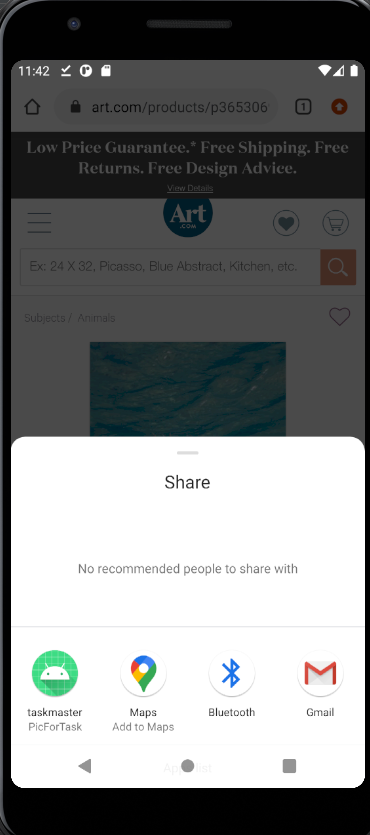 11:42
art.com/products/p365306
1
Low Price Guarantee.* Free Shipping. Free
Returns. Free Design Advice.
View Details
Art
.COM
Ex: 24 X 32, Picasso, Blue Abstract, Kitchen, etc.
Subjects / Animals
Share
No recommended people to share with
taskmaster
PicForTask
Maps
Add to Maps
Bluetooth
Gmail